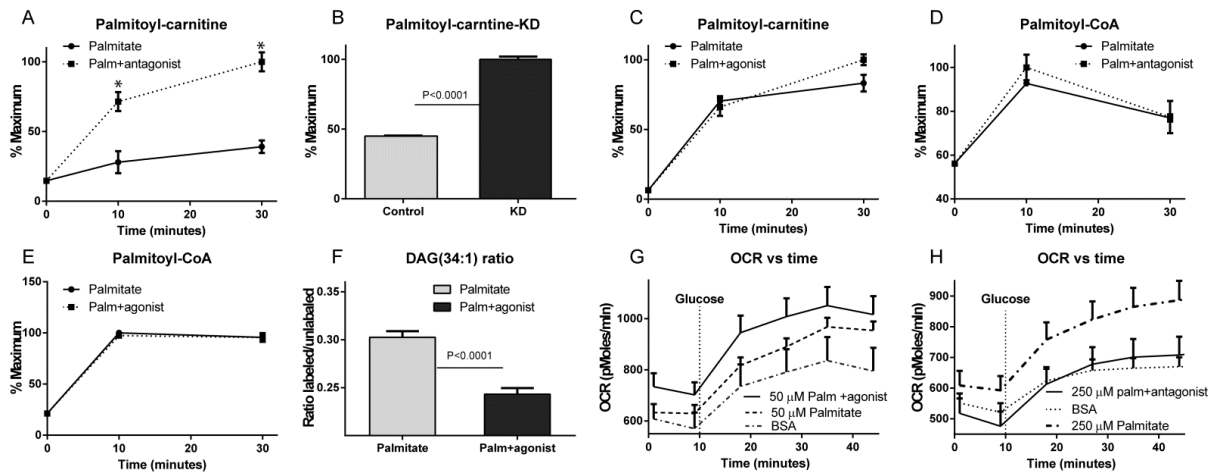 A
Palmitoyl-carnitine
Palmitate
Palm+antagonist
*
*
% Maximum
100
50
0
0
10
20
30
Time (minutes)
B
Palmitoyl-carntine-KD
P<0.0001
% Maximum
100
50
0
Control
KD
C
Palmitoyl-carnitine
Palmitate
Palm+agonist
% Maximum
100
50
0
0
10
20
30
Time (minutes)
D
Palmitoyl-CoA
Palmitate
Palm+antagonist
% Maximum
100
80
60
40
0
10
20
30
Time (minutes)
E
Palmitoyl-CoA
Palmitate
Palm+agonist
% Maximum
150
100
50
0
0
10
20
30
Time (minutes)
F
DAG(34:1) ratio
Palmitate
Palm+agonist
P<0.0001
Ratio labeled/unlabeled
0.35
0.30
0.25
Palmitate
Palm+agonist
G
OCR vs time
Glucose
OCR (pMoles/min)
1000
800
600
50 µM Palm +agonist
50 µM Palmitate
BSA
0
10
20
30
40
Time (minutes)
H
OCR vs time
Glucose
OCR (pMoles/min)
900
800
700
600
500
250 µM palm+antagonist
BSA
250 µM Palmitate
0
10
20
30
40
Time (minutes)